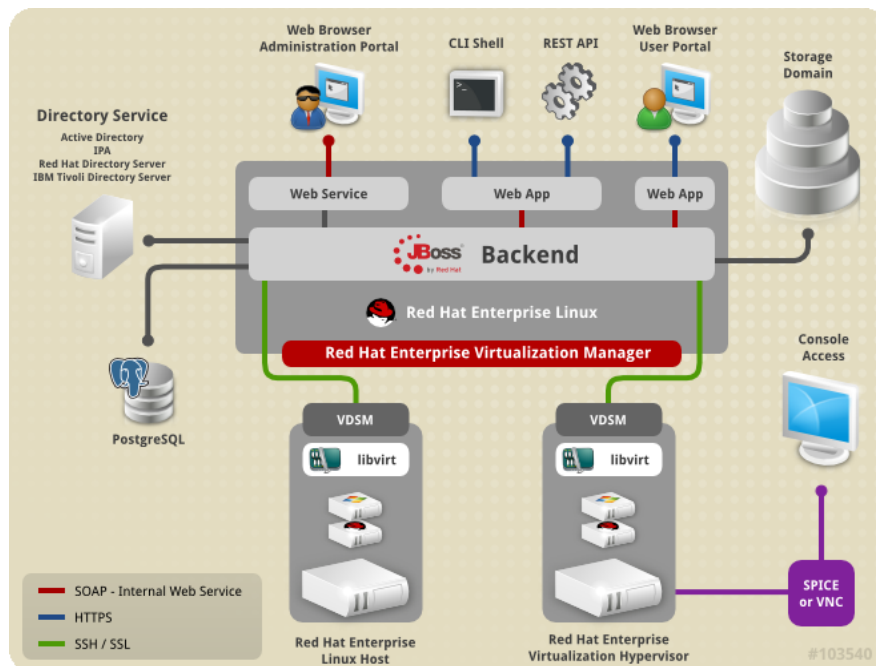 Web Browser
Administration Portal
CLI Shell
REST API
Web Browser
User Portal
Storage
Domain
Directory Service
Active Directory
IPA
Red Hat Directory Server
IBM Tivoli Directory Server
Web Service
Web App
Web App
JBoss
by Red Hat
Backend
Red Hat Enterprise Linux
Red Hat Enterprise Virtualization Manager
Console
Access
PostgreSQL
VDSM
libvirt
VDSM
libvirt
SPICE
or VNC
SOAP - Internal Web Service
HTTPS
SSH / SSL
Red Hat Enterprise
Linux Host
Red Hat Enterprise
Virtualization Hypervisor
#103540